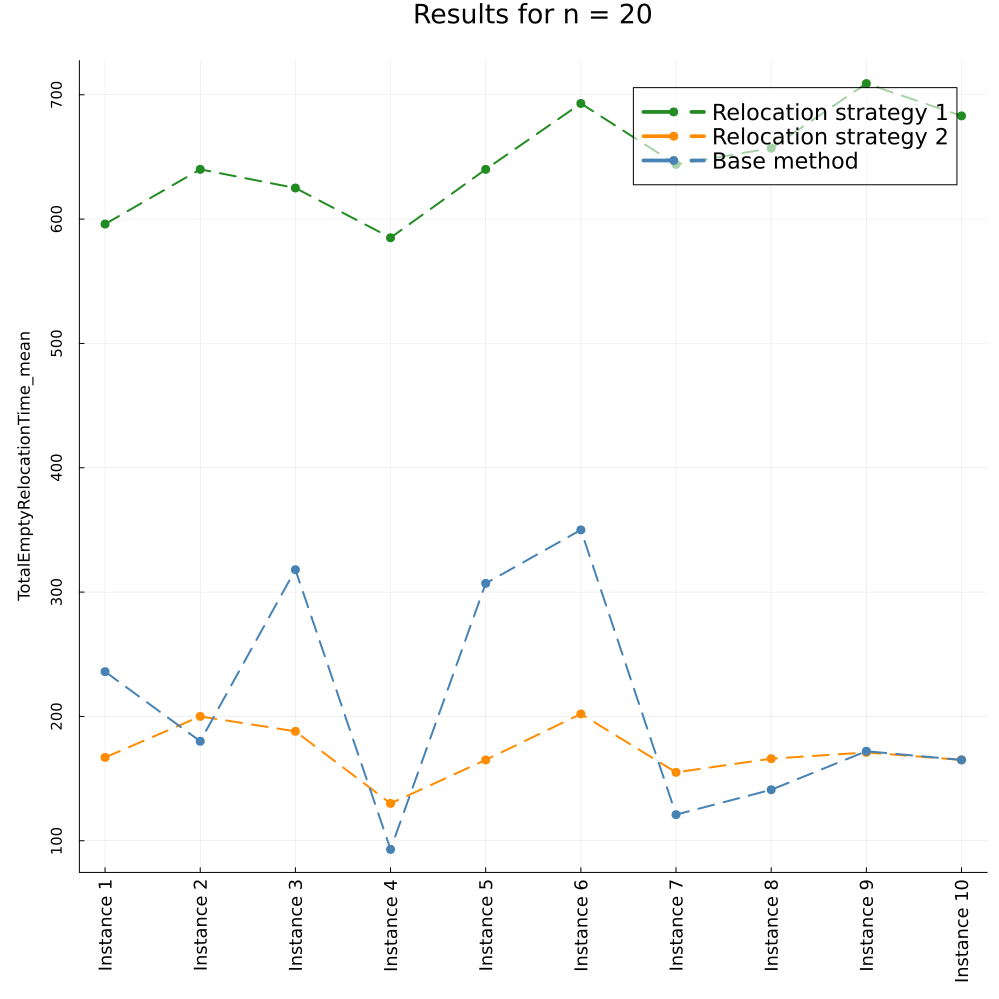 Results for n = 20
700
600
500
400
300
200
100
TotalEmptyRelocationTime_mean
Relocation strategy 1
Relocation strategy 2
Base method
Instance 1
Instance 2
Instance 3
Instance 4
Instance 5
Instance 6
Instance 7
Instance 8
Instance 9
Instance 10